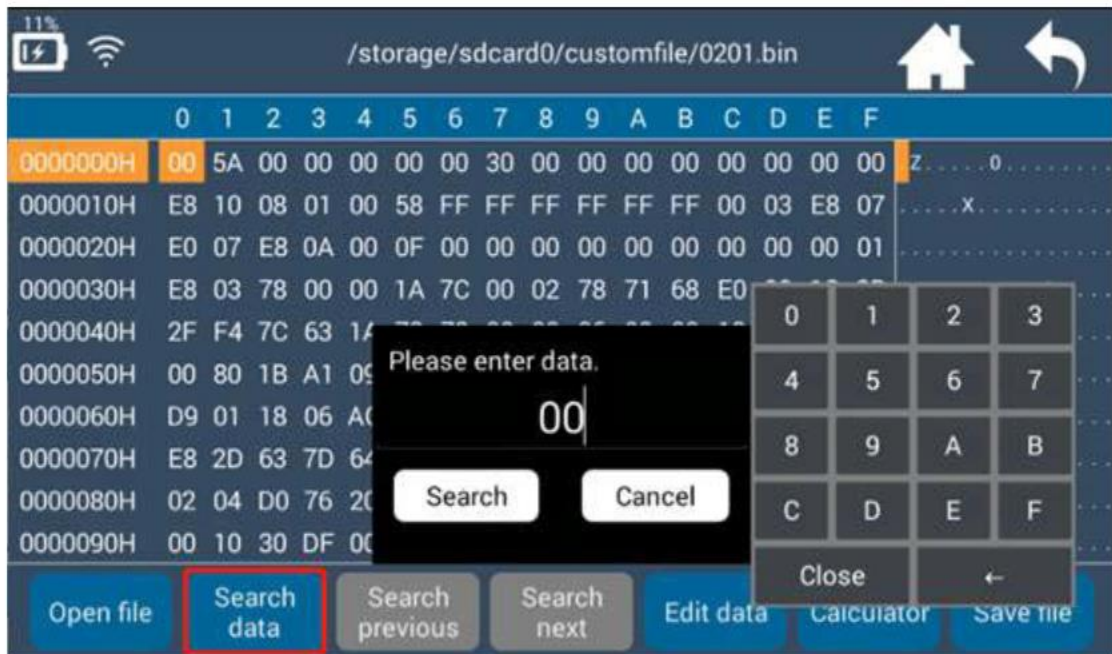 11%
/storage/sdcard0/customfile/0201.bin
0 1 2 3 4 5 6 7 8 9 A B C D E F
0000000H 00 5A 00 00 00 00 00 30 00 00 00 00 00 00 00 00 Z.....0........
0000010H E8 10 08 01 00 58 FF FF FF FF FF FF 00 03 E8 07 .....X..........
0000020H E0 07 E8 0A 00 0F 00 00 00 00 00 00 00 00 00 01 ................
0000030H E8 03 78 00 00 1A 7C 00 02 78 71 68 E0
0000040H 2F F4 7C 63
0000050H 00 80 1B A1 09
0000060H D9 01 18 06
0000070H E8 2D 63 7D 64
0000080H 02 04 D0 76 20
0000090H 00 10 30 DF 00
Please enter data.
00
Search Cancel
0 1 2 3
4 5 6 7
8 9 A B
C D E F
Close ←
Open file Search data Search previous Search next Edit data Calculator Save file